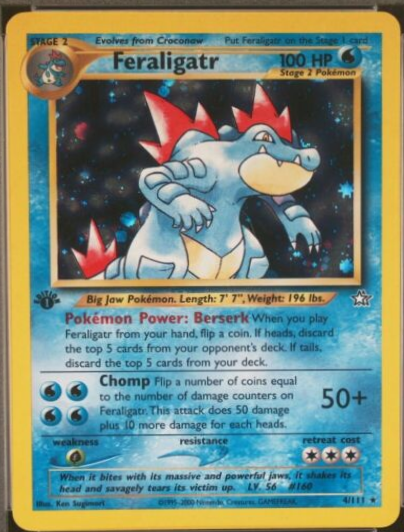 STAGE 2 Evolves from Croconaw Put Feraligatr on the Stage 1 card
Feraligatr 100 HP
Stage 2 Pokémon
1
Big Jaw Pokémon. Length: 7' 7", Weight: 196 lbs.
Pokémon Power: Berserk When you play
Feraligatr from your hand, flip a coin. If heads, discard
the top 5 cards from your opponent's deck. If tails,
discard the top 5 cards from your deck.
Chomp Flip a number of coins equal
to the number of damage counters on
Feraligatr. This attack does 50 damage
plus 10 more damage for each heads.
50+
weakness resistance retreat cost
When it bites with its massive and powerful jaws, it shakes its
head and savagely tears its victim up. LV. 56 #160
Illus. Ken Sugimori ©1995-2000 Nintendo, Creatures, GAMEFREAK. 4/111 ★